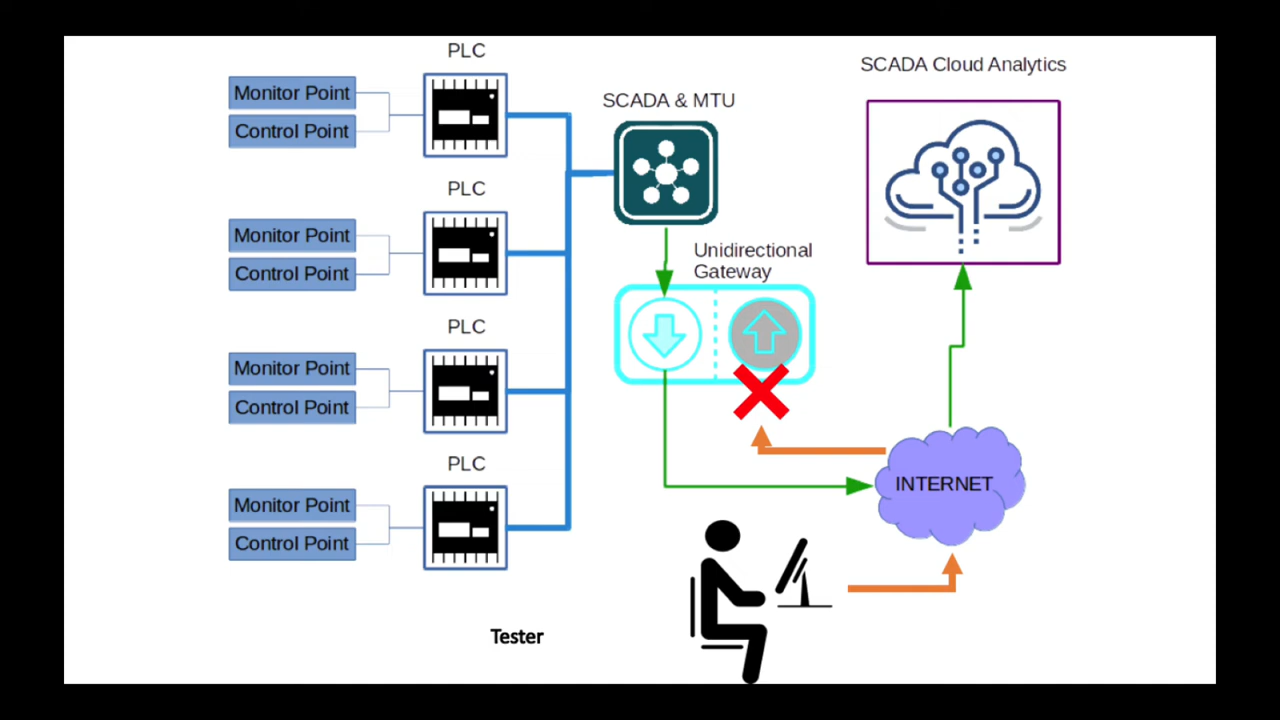 PLC
SCADA Cloud Analytics
Monitor Point
SCADA & MTU
Control Point
PLC
Monitor Point
Unidirectional
Gateway
Control Point
PLC
Monitor Point
Control Point
PLC
INTERNET
Monitor Point
Control Point
Tester